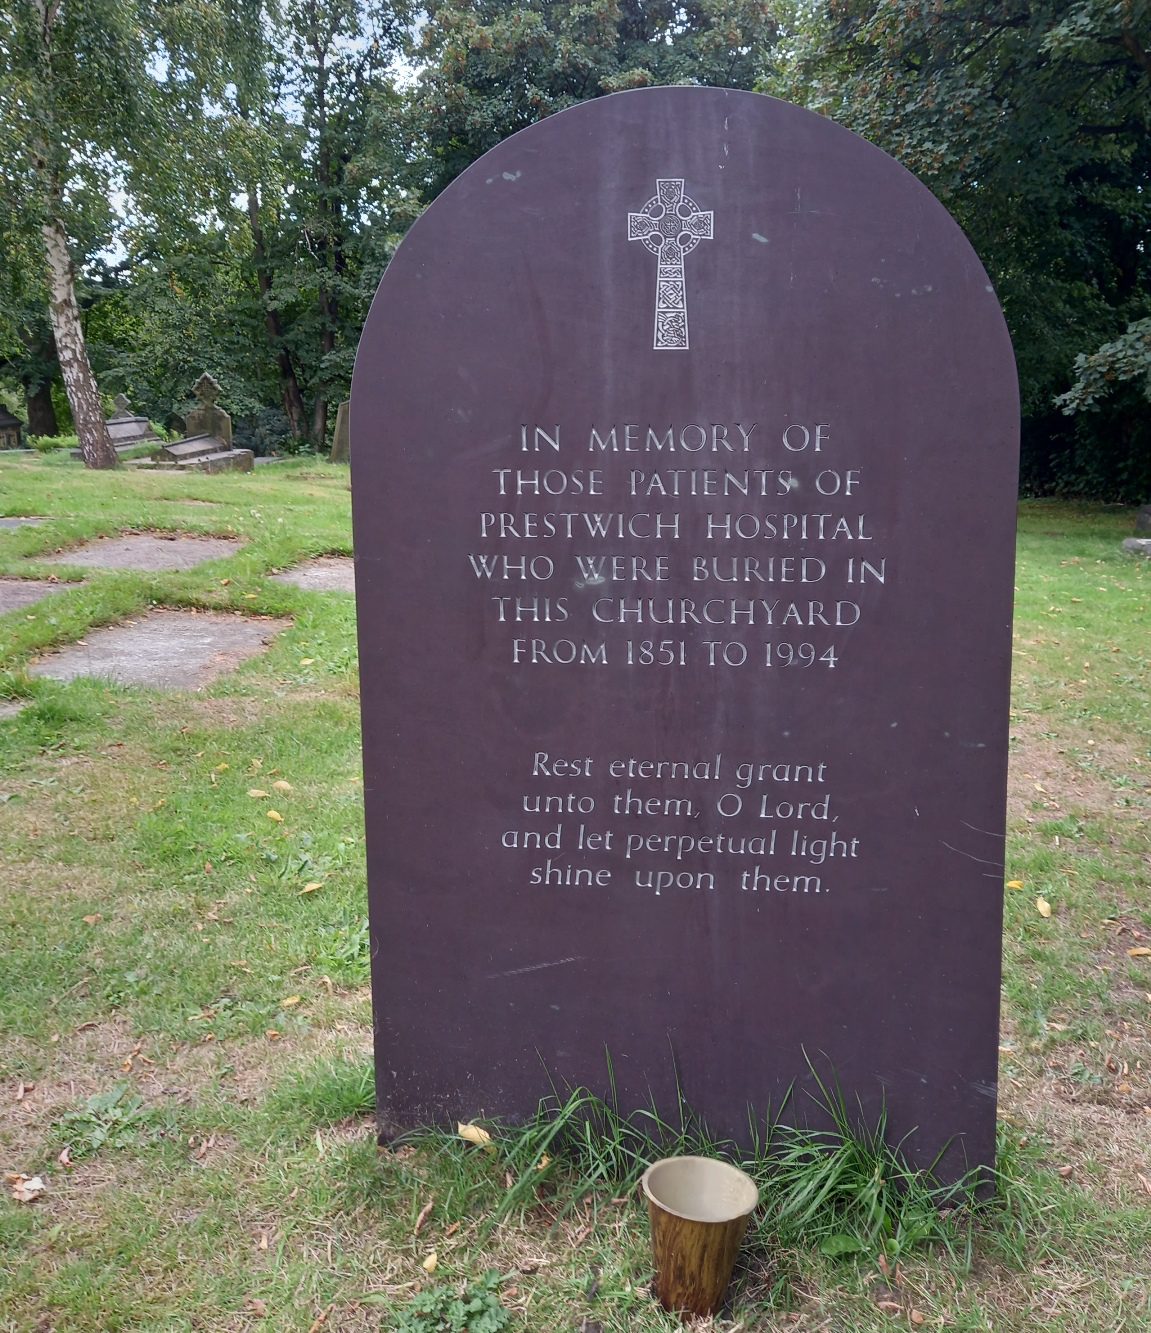 IN MEMORY OF
THOSE PATIENTS OF
PRESTWICH HOSPITAL
WHO WERE BURIED IN
THIS CHURCHYARD
FROM 1851 TO 1994
Rest eternal grant
unto them, O Lord,
and let perpetual light
shine upon them.